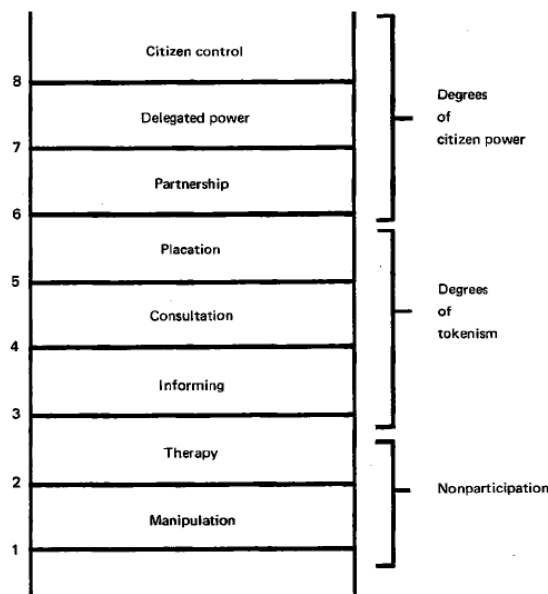 Citizen control
8
Delegated power
7
Partnership
6
Placation
5
Consultation
4
Informing
3
Therapy
2
Manipulation
1
Degrees
of
citizen power
Degrees
of
tokenism
Nonparticipation